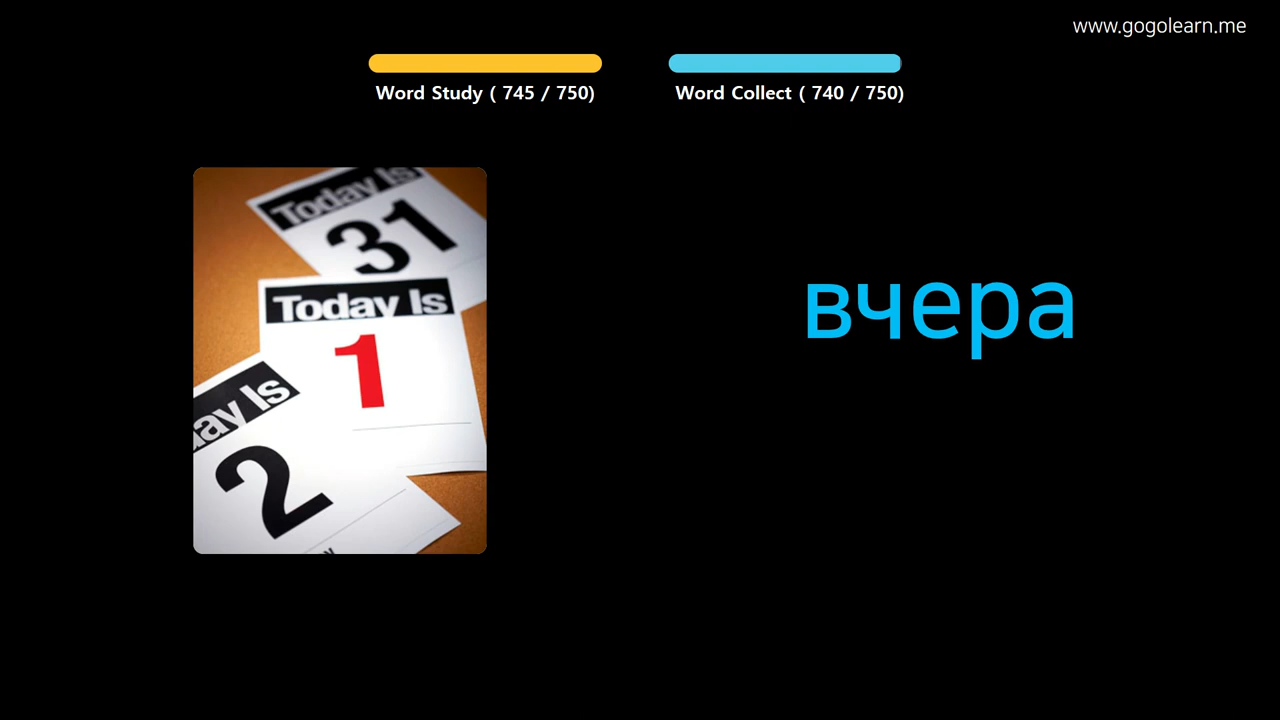 www.gogolearn.me
Word Study ( 745 / 750)
Word Collect ( 740 / 750)
Today Is
31
Today Is
1
вчера
ay Is
2